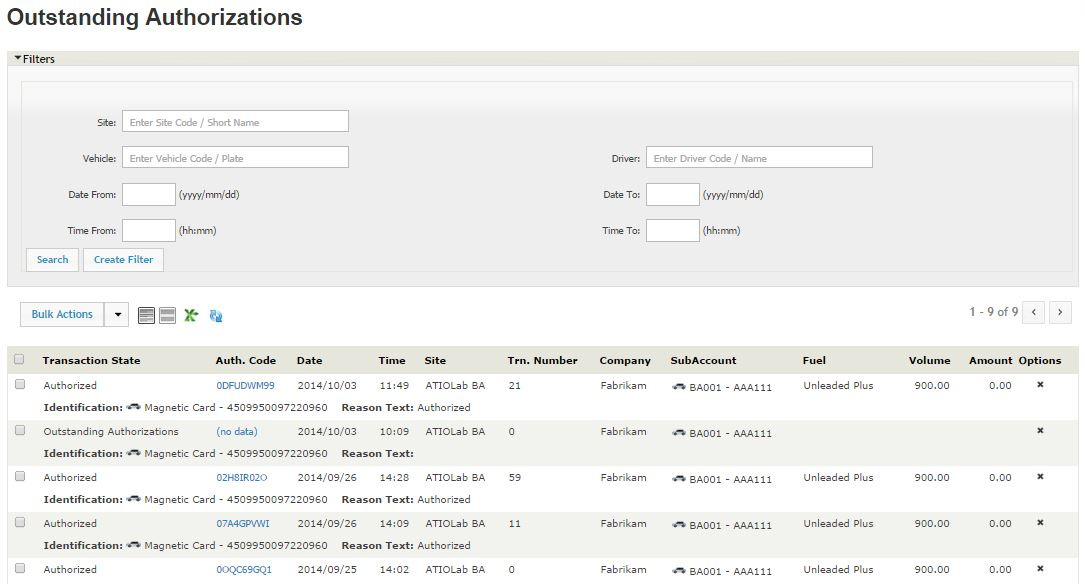 Outstanding Authorizations
Filters
Site: Enter Site Code / Short Name
Vehicle: Enter Vehicle Code / Plate Driver: Enter Driver Code / Name
Date From: (yyyy/mm/dd) Date To: (yyyy/mm/dd)
Time From: (hh:mm) Time To: (hh:mm)
Search Create Filter
Bulk Actions 1 - 9 of 9
Transaction State Auth. Code Date Time Site Trn. Number Company SubAccount Fuel Volume Amount Options
Authorized 0DFUDWM99 2014/10/03 11:49 ATIOLab BA 21 Fabrikam BA001 - AAA111 Unleaded Plus 900.00 0.00
Identification: Magnetic Card - 4509950097220960 Reason Text: Authorized
Outstanding Authorizations (no data) 2014/10/03 10:09 ATIOLab BA 0 Fabrikam BA001 - AAA111
Identification: Magnetic Card - 4509950097220960 Reason Text:
Authorized 02H8IR02O 2014/09/26 14:28 ATIOLab BA 59 Fabrikam BA001 - AAA111 Unleaded Plus 900.00 0.00
Identification: Magnetic Card - 4509950097220960 Reason Text: Authorized
Authorized 07A4GPVWI 2014/09/26 14:09 ATIOLab BA 11 Fabrikam BA001 - AAA111 Unleaded Plus 900.00 0.00
Identification: Magnetic Card - 4509950097220960 Reason Text: Authorized
Authorized 0OQC69GQ1 2014/09/25 14:02 ATIOLab BA 0 Fabrikam BA001 - AAA111 Unleaded Plus 900.00 0.00